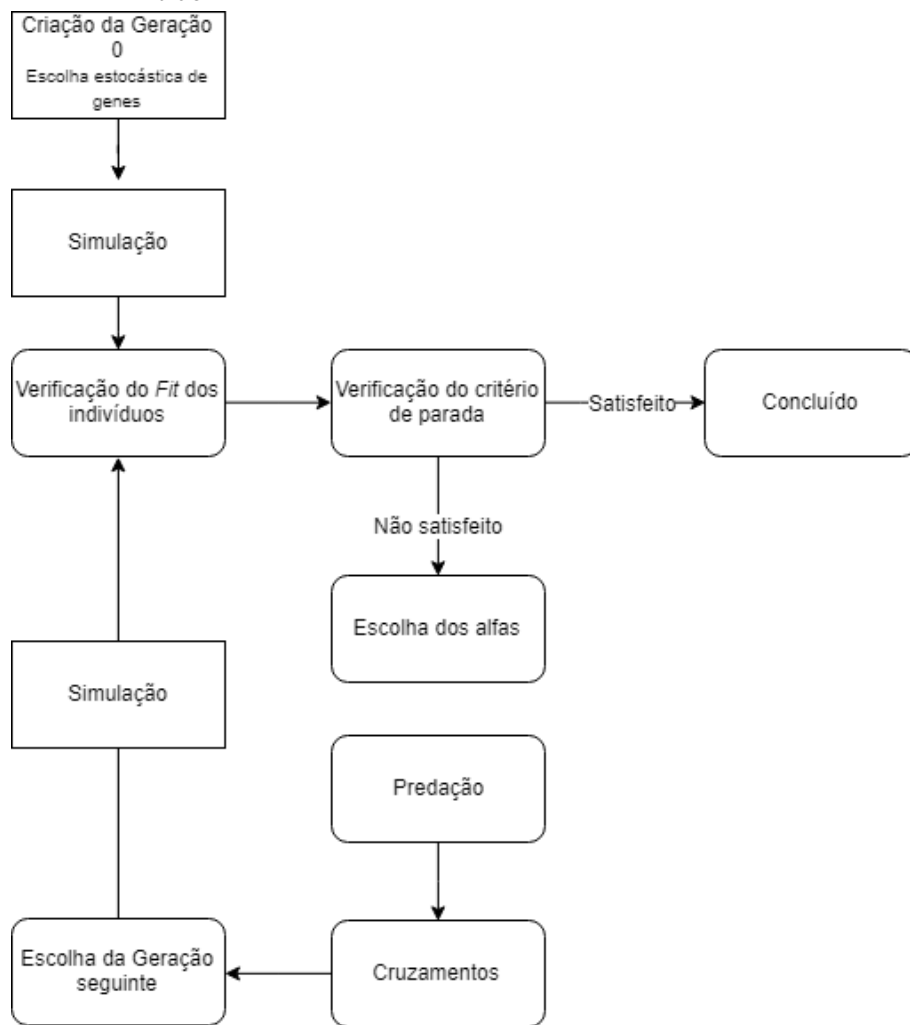 Criação da Geração
0
Escolha estocástica de
genes
Simulação
Verificação do Fit dos
indivíduos
Verificação do critério
de parada
Satisfeito
Concluído
Não satisfeito
Escolha dos alfas
Simulação
Predação
Escolha da Geração
seguinte
Cruzamentos